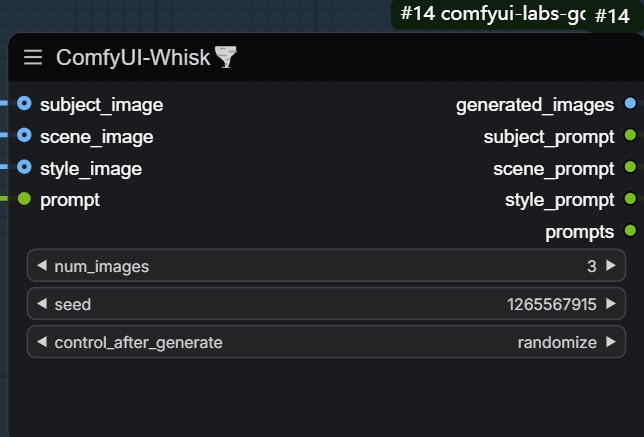 #14 comfyui-labs-gc #14
ComfyUI-Whisk🌪️
subject_image generated_images
scene_image subject_prompt
style_image scene_prompt
prompt style_prompt
prompts
num_images 3
seed 1265567915
control_after_generate randomize